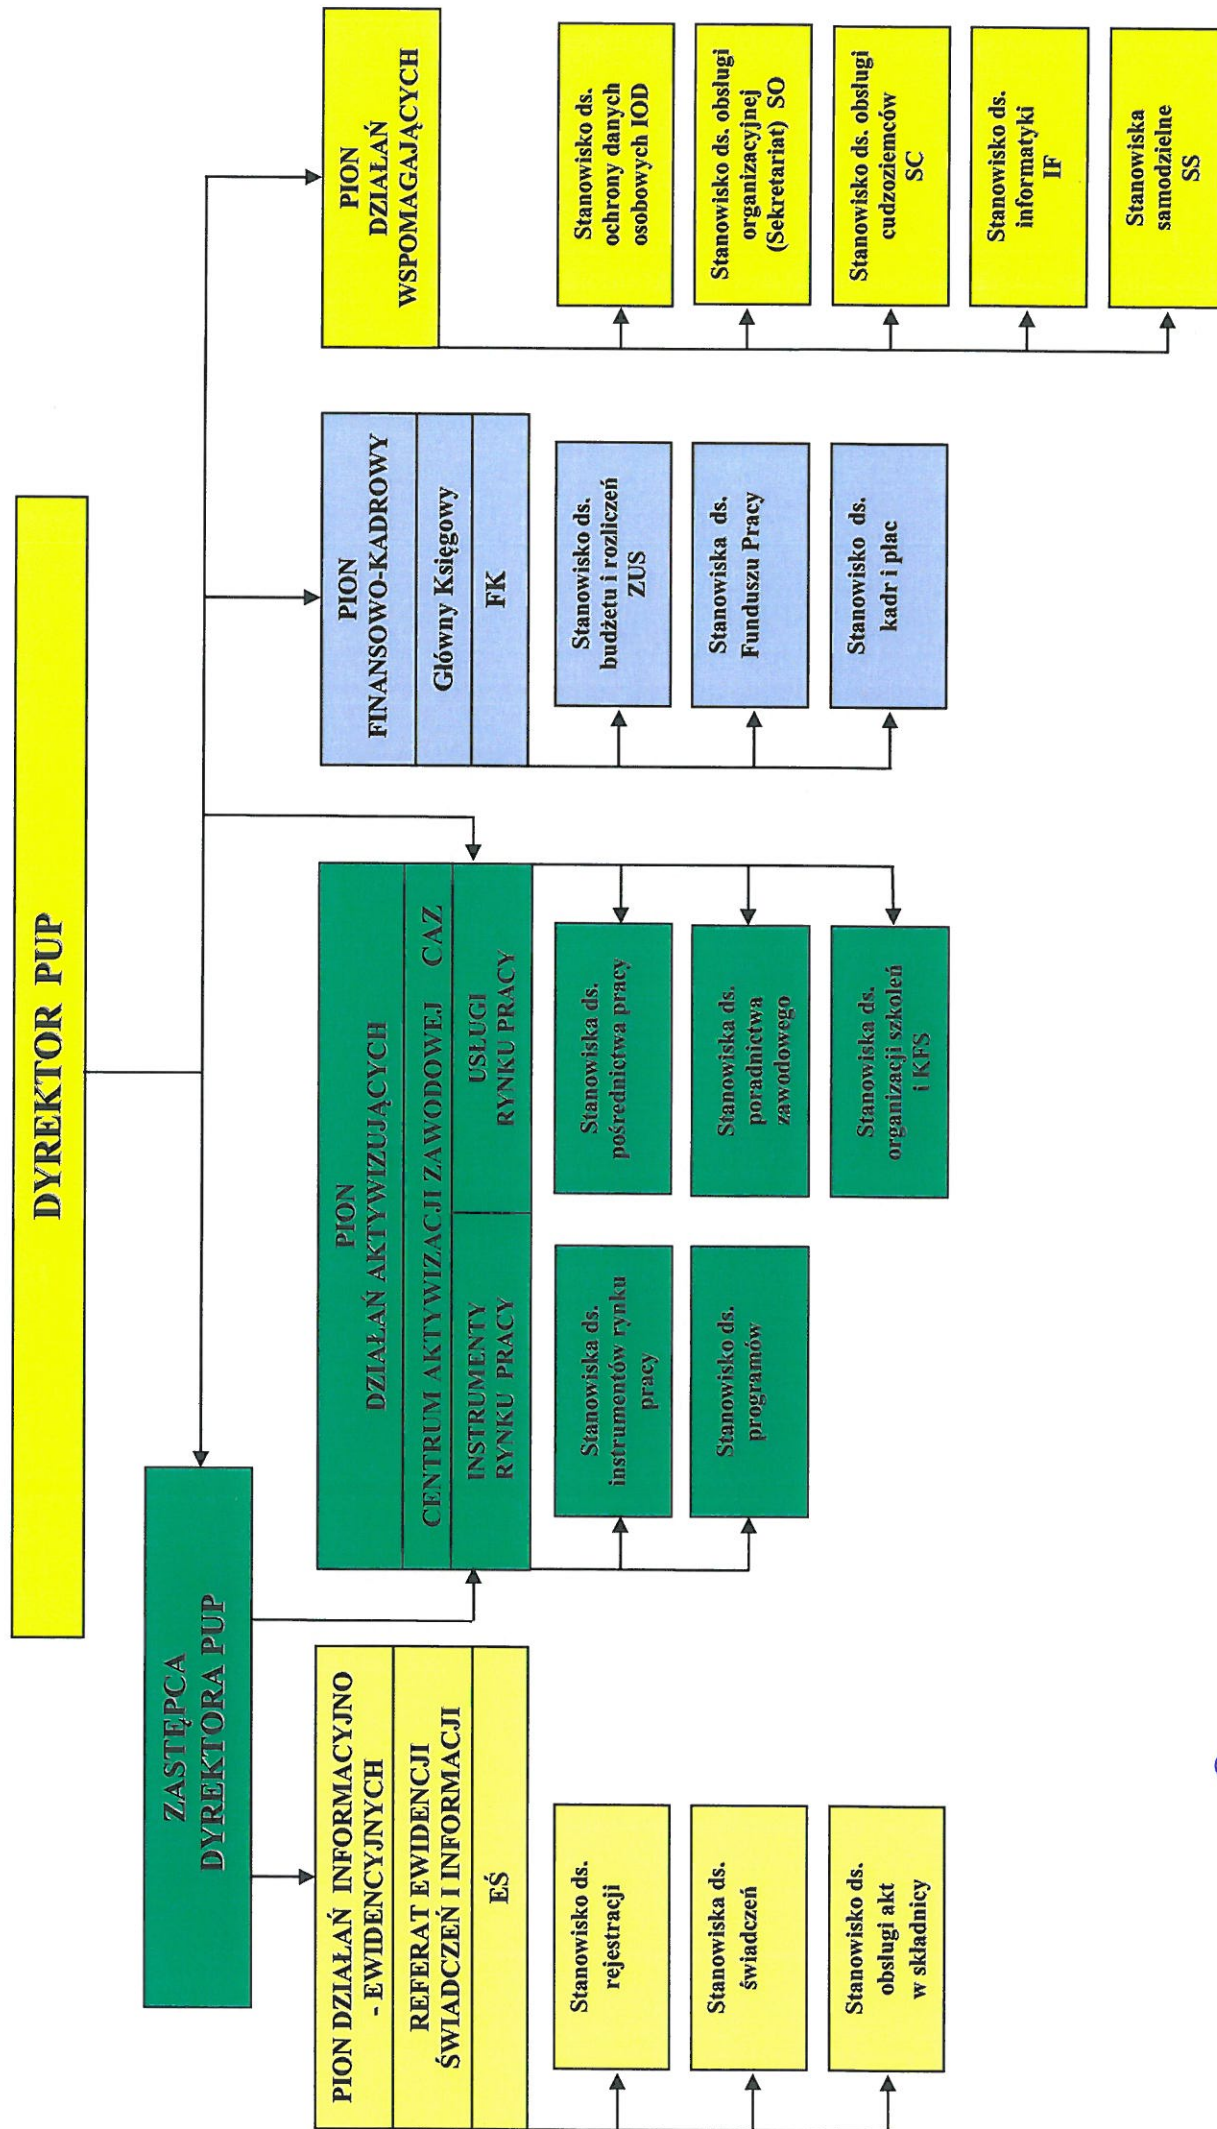 DYREKTOR PUP
ZASTĘPCA
DYREKTORA PUP
PION DZIAŁAŃ INFORMACYJNO
- EWIDENCYJNYCH
REFERAT EWIDENCJI
ŚWIADCZEŃ I INFORMACJI
EŚ
Stanowisko ds.
rejestracji
Stanowiska ds.
świadczeń
Stanowisko ds.
obsługi akt
w składnicy
PION
DZIAŁAŃ AKTYWIZUJĄCYCH
CENTRUM AKTYWIZACJI ZAWODOWEJ CAZ
INSTRUMENTY
RYNKU PRACY
USŁUGI
RYNKU PRACY
Stanowiska ds.
instrumentów rynku
pracy
Stanowisko ds.
programów
Stanowiska ds.
pośrednictwa pracy
Stanowiska ds.
poradnictwa
zawodowego
Stanowiska ds.
organizacji szkoleń
i KFS
PION
FINANSOWO-KADROWY
Główny Księgowy
FK
Stanowisko ds.
budżetu i rozliczeń
ZUS
Stanowiska ds.
Funduszu Pracy
Stanowisko ds.
kadr i płac
PION
DZIAŁAŃ
WSPOMAGAJĄCYCH
Stanowisko ds.
ochrony danych
osobowych IOD
Stanowisko ds. obsługi
organizacyjnej
(Sekretariat) SO
Stanowisko ds. obsługi
cudzoziemców
SC
Stanowisko ds.
informatyki
IF
Stanowiska
samodzielne
SS